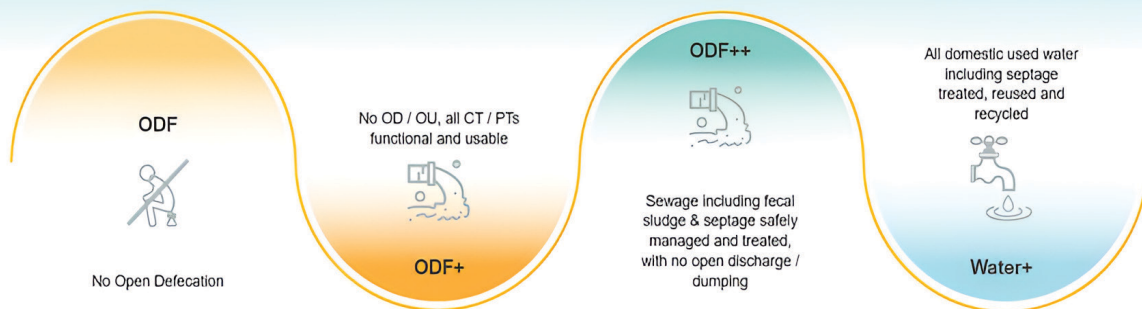 ODF
No Open Defecation
No OD / OU, all CT / PTs
functional and usable
ODF+
ODF++
Sewage including fecal
sludge & septage safely
managed and treated,
with no open discharge /
dumping
All domestic used water
including septage
treated, reused and
recycled
Water+